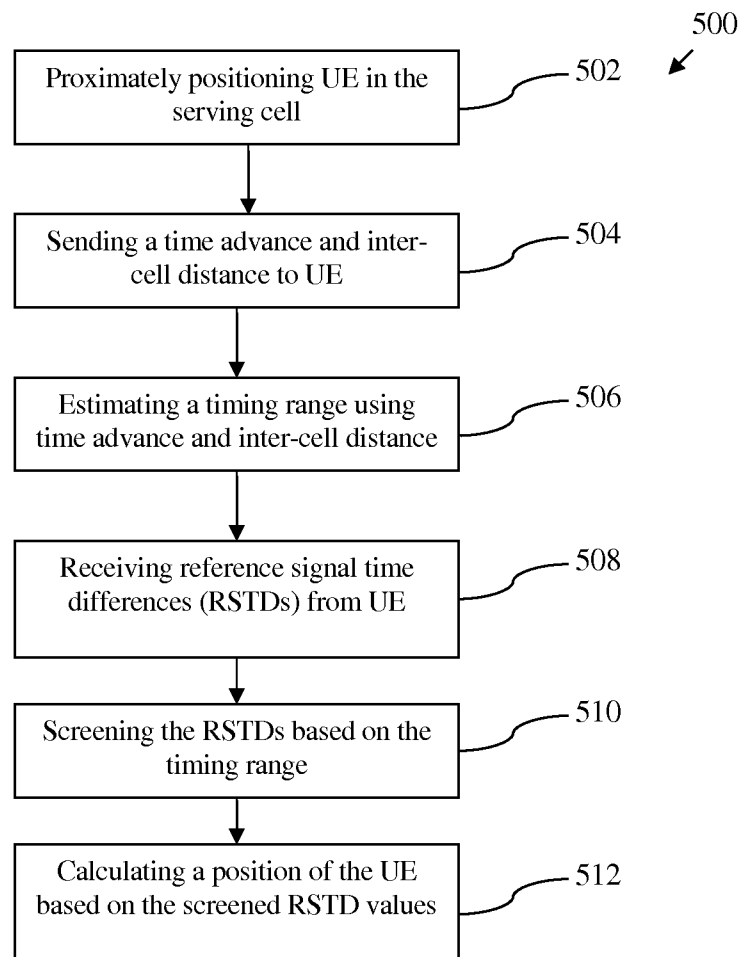 500
Proximately positioning UE in the
serving cell
502
Sending a time advance and inter-
cell distance to UE
504
Estimating a timing range using
time advance and inter-cell distance
506
Receiving reference signal time
differences (RSTDs) from UE
508
Screening the RSTDs based on the
timing range
510
Calculating a position of the UE
based on the screened RSTD values
512